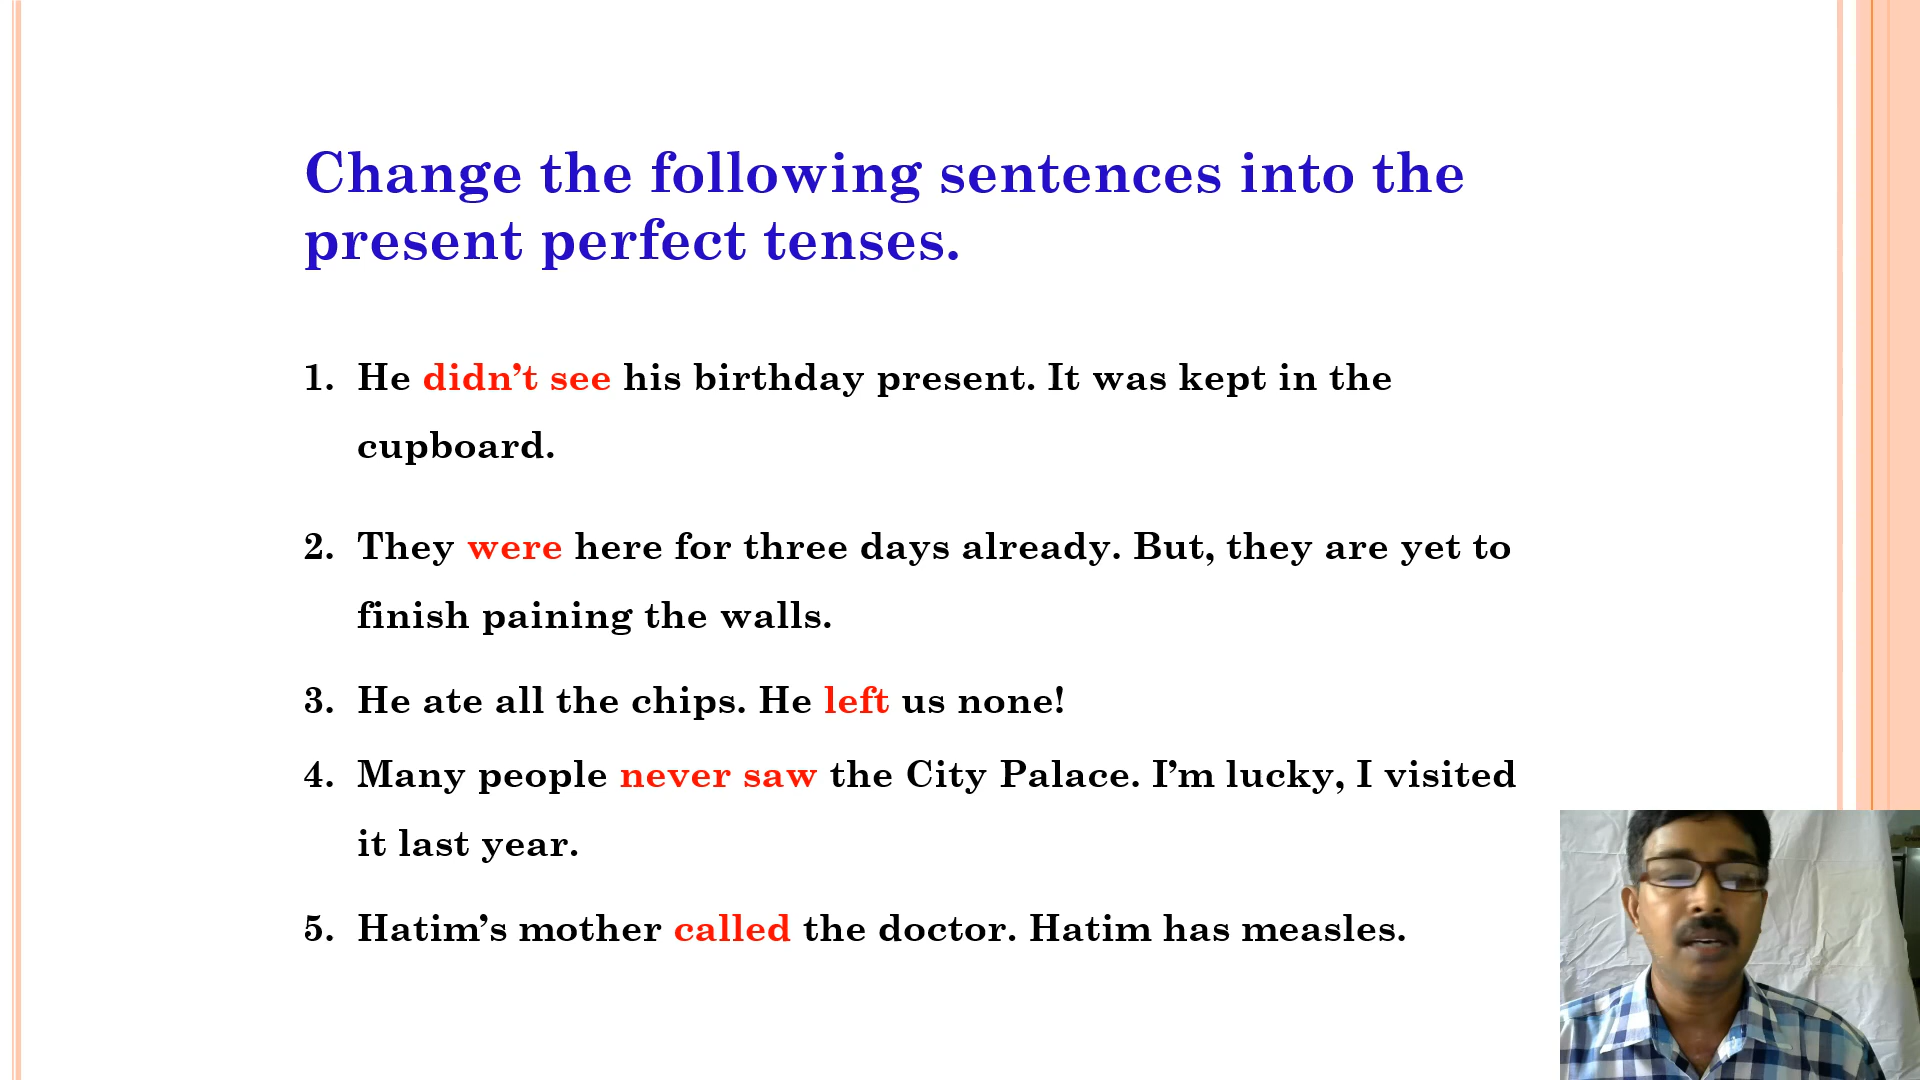 Change the following sentences into the
present perfect tenses.
1. He didn’t see his birthday present. It was kept in the
cupboard.
2. They were here for three days already. But, they are yet to
finish paining the walls.
3. He ate all the chips. He left us none!
4. Many people never saw the City Palace. I’m lucky, I visited
it last year.
5. Hatim’s mother called the doctor. Hatim has measles.